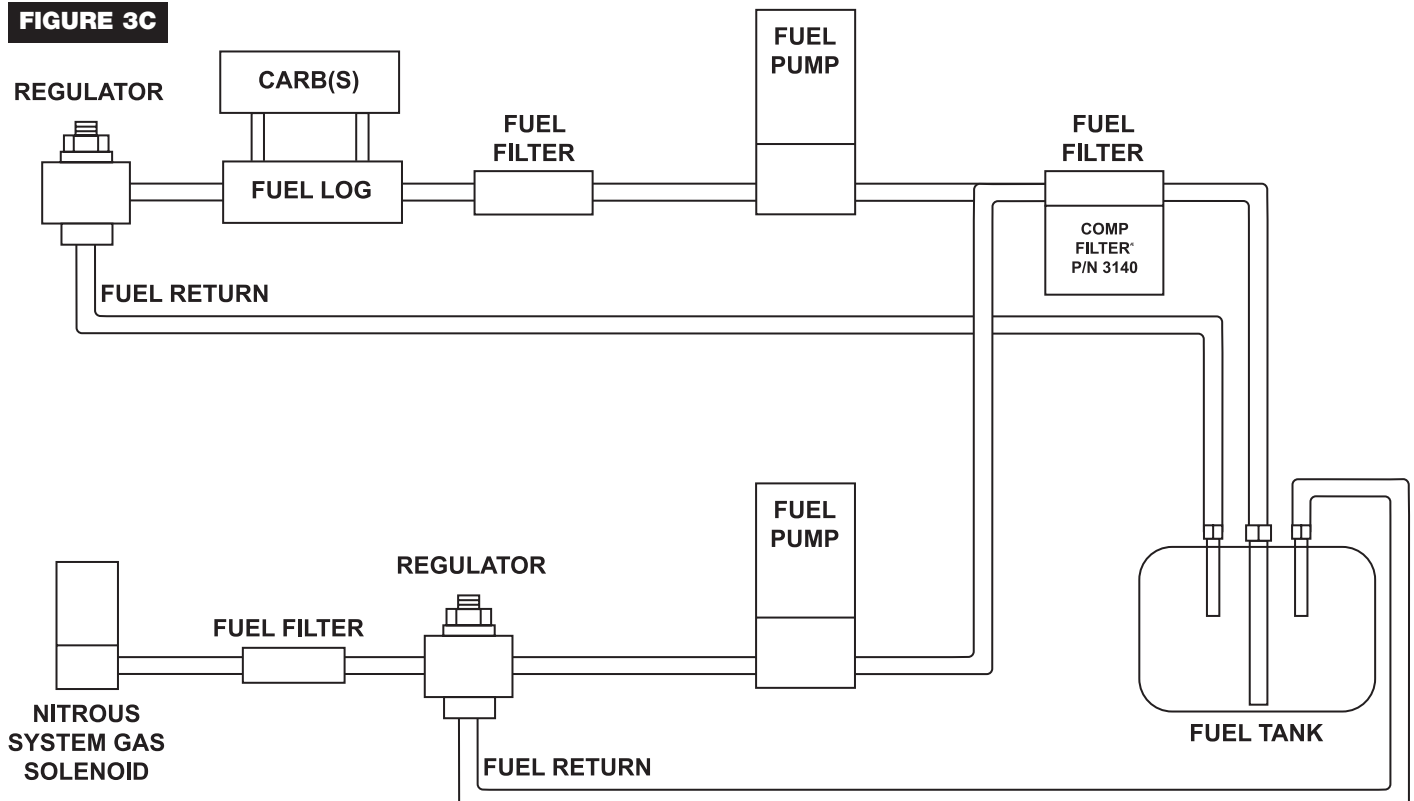 FIGURE 3C
REGULATOR
CARB(S)
FUEL LOG
FUEL
FILTER
FUEL
PUMP
FUEL
FILTER
COMP
FILTER*
P/N 3140
FUEL RETURN
FUEL
PUMP
REGULATOR
FUEL FILTER
NITROUS
SYSTEM GAS
SOLENOID
FUEL RETURN
FUEL TANK